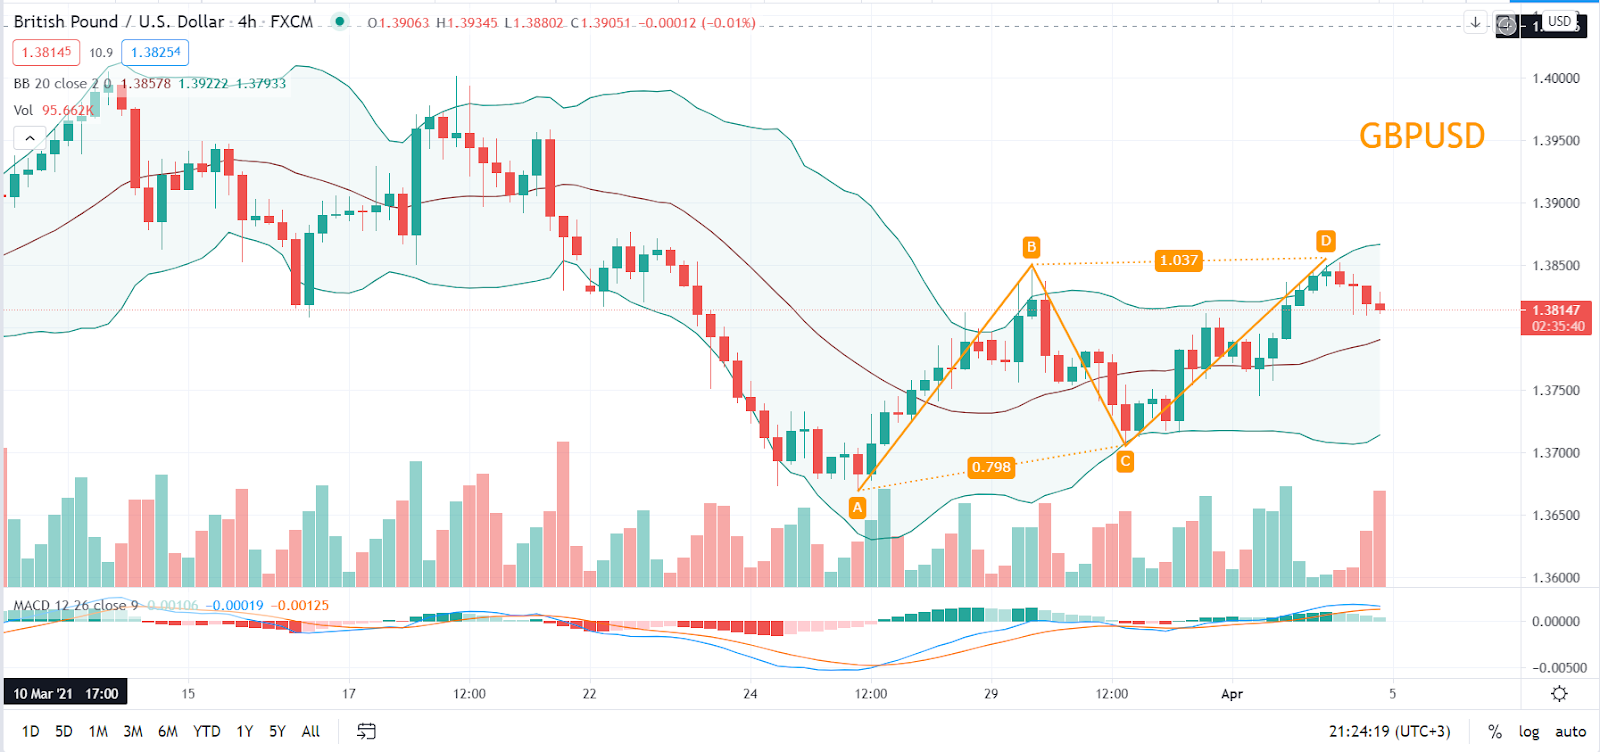 British Pound / U.S. Dollar · 4h · FXCM O1.39063 H1.39345 L1.38802 C1.39051 −0.00012 (−0.01%)
USD
1.38145 10.9 1.38254
BB 20 close 2 0 1.38578 1.39222 1.37933
Vol 95.662K
GBPUSD
1.40000
1.39500
1.39000
1.38500
1.38147
02:35:40
1.37500
1.37000
1.36500
1.36000
B
D
1.037
0.798
C
A
MACD 12 26 close 9 0.00106 −0.00019 −0.00125
0.00000
−0.00500
10 Mar '21 17:00 15 17 12:00 22 24 12:00 29 12:00 Apr 5
1D 5D 1M 3M 6M YTD 1Y 5Y All 21:24:19 (UTC+3) % log auto